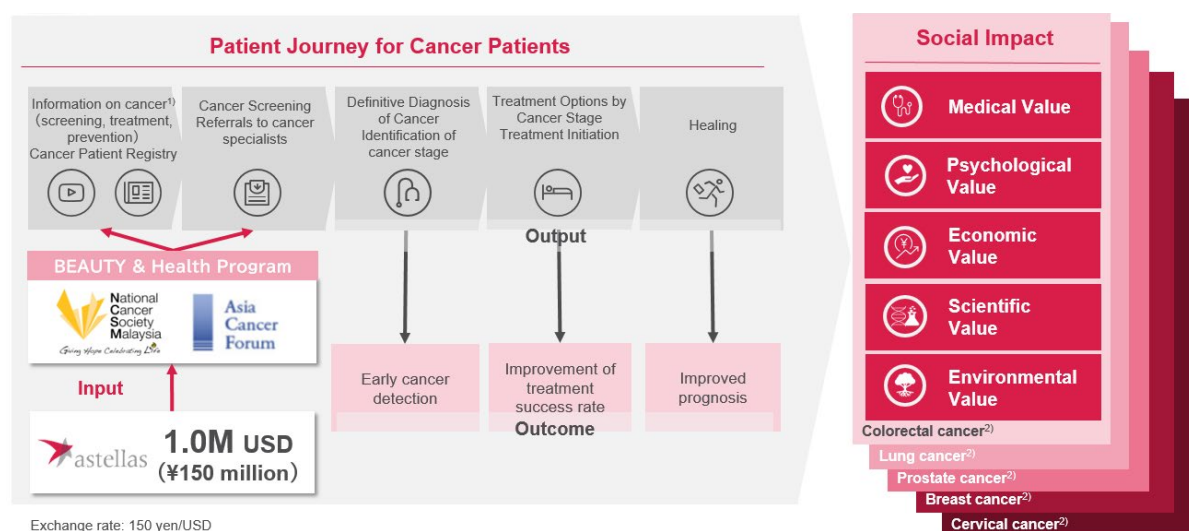 Patient Journey for Cancer Patients
Information on cancer1)
(screening, treatment,
prevention)
Cancer Patient Registry
Cancer Screening
Referrals to cancer
specialists
Definitive Diagnosis
of Cancer
Identification of
cancer stage
Treatment Options by
Cancer Stage
Treatment Initiation
Healing
Output
BEAUTY & Health Program
National
Cancer
Society
Malaysia
Giving Hope Celebrating Life
Asia
Cancer
Forum
Input
astellas
1.0M USD
(¥150 million)
Early cancer
detection
Improvement of
treatment
success rate
Improved
prognosis
Outcome
Exchange rate: 150 yen/USD
Social Impact
Medical Value
Psychological
Value
Economic
Value
Scientific
Value
Environmental
Value
Colorectal cancer2)
Lung cancer2)
Prostate cancer2)
Breast cancer2)
Cervical cancer2)